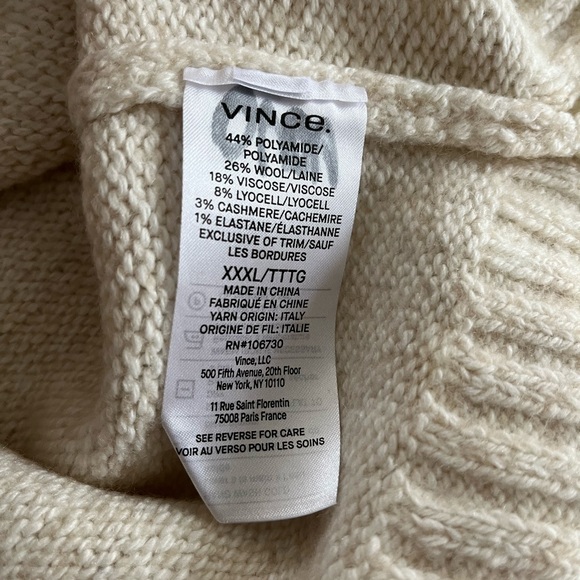 VINCE.
44% POLYAMIDE/
POLYAMIDE
26% WOOL/LAINE
18% VISCOSE/VISCOSE
8% LYOCELL/LYOCELL
3% CASHMERE/CACHEMIRE
1% ELASTANE/ÉLASTHANNE
EXCLUSIVE OF TRIM/SAUF
LES BORDURES
XXXL/TTTG
MADE IN CHINA
FABRIQUÉ EN CHINE
YARN ORIGIN: ITALY
ORIGINE DE FIL: ITALIE
RN#106730
Vince, LLC
500 Fifth Avenue, 20th Floor
New York, NY 10110
11 Rue Saint Florentin
75008 Paris France
SEE REVERSE FOR CARE
VOIR AU VERSO POUR LES SOINS